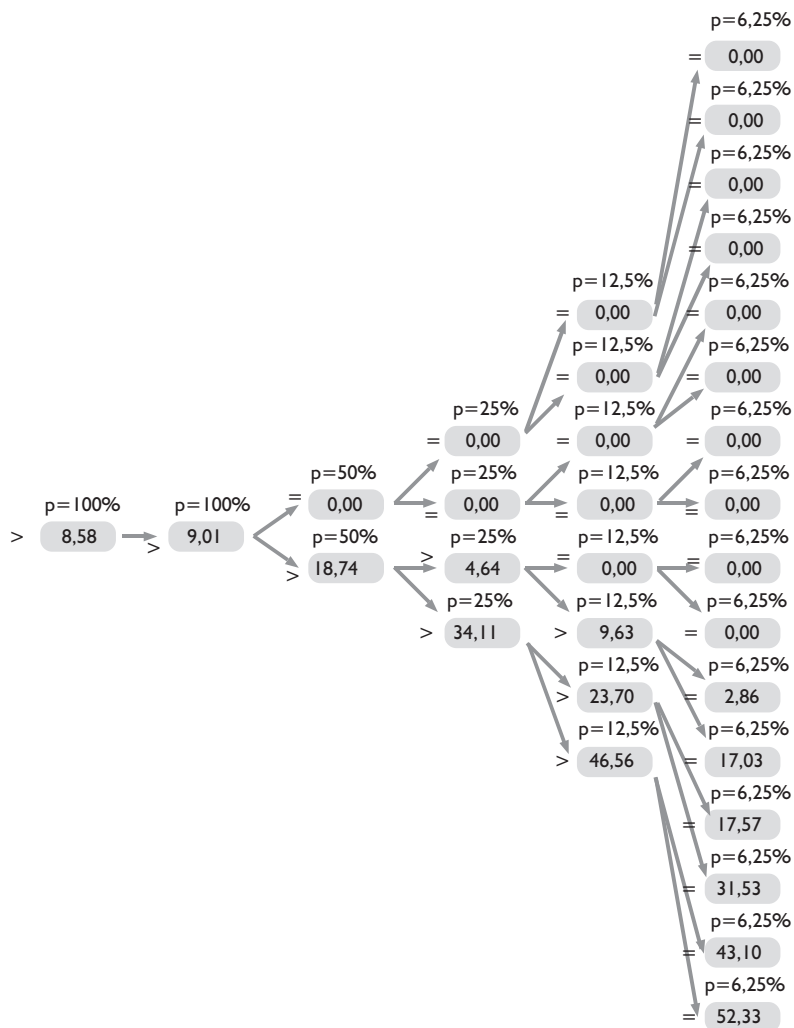 p=6,25%
= 0,00
p=6,25%
= 0,00
p=6,25%
= 0,00
p=6,25%
= 0,00
p=12,5% p=6,25%
= 0,00 = 0,00
p=12,5% p=6,25%
= 0,00 = 0,00
p=25% p=12,5% p=6,25%
= 0,00 = 0,00 = 0,00
p=50% p=25% p=12,5% p=6,25%
= 0,00 = 0,00 = 0,00 = 0,00
p=100% p=100% p=50% p=25% p=12,5% p=6,25%
> 8,58 > 9,01 > 18,74 > 4,64 = 0,00 = 0,00
p=25% p=12,5% p=6,25%
> 34,11 > 9,63 = 0,00
p=12,5% p=6,25%
> 23,70 = 2,86
p=12,5% p=6,25%
> 46,56 = 17,03
p=6,25%
= 17,57
p=6,25%
= 31,53
p=6,25%
= 43,10
p=6,25%
= 52,33